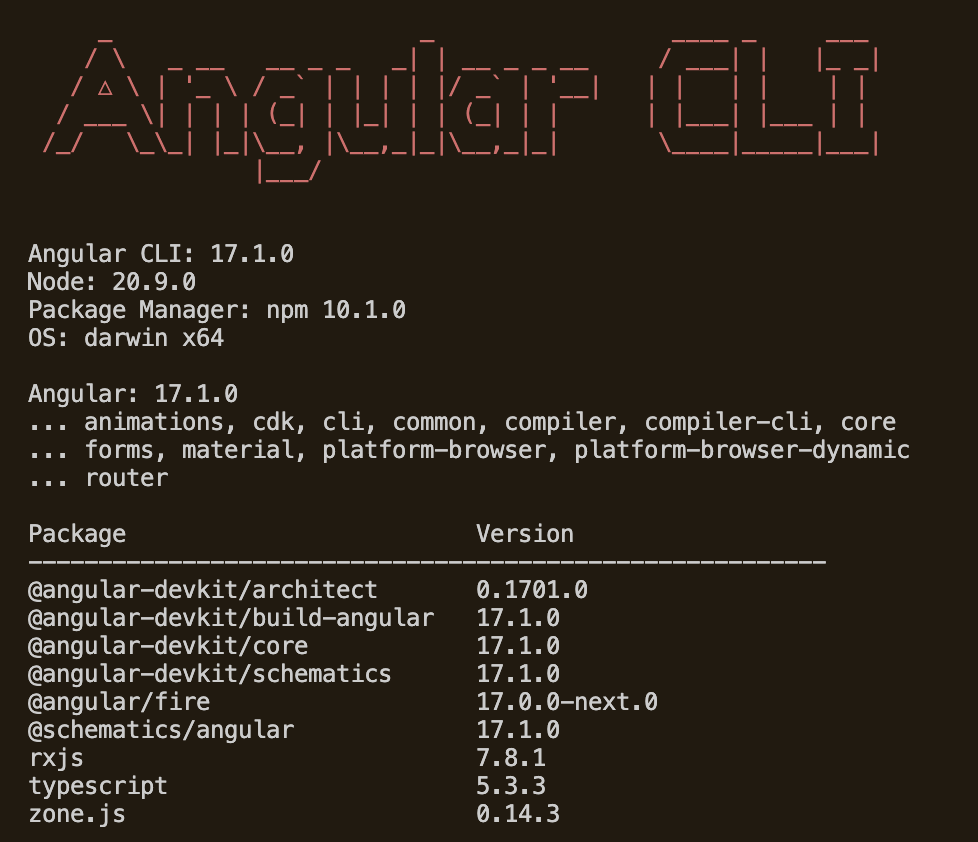 Angular CLI
Angular CLI: 17.1.0
Node: 20.9.0
Package Manager: npm 10.1.0
OS: darwin x64
Angular: 17.1.0
... animations, cdk, cli, common, compiler, compiler-cli, core
... forms, material, platform-browser, platform-browser-dynamic
... router
Package Version
---------------------------------------------------------
@angular-devkit/architect 0.1701.0
@angular-devkit/build-angular 17.1.0
@angular-devkit/core 17.1.0
@angular-devkit/schematics 17.1.0
@angular/fire 17.0.0-next.0
@schematics/angular 17.1.0
rxjs 7.8.1
typescript 5.3.3
zone.js 0.14.3